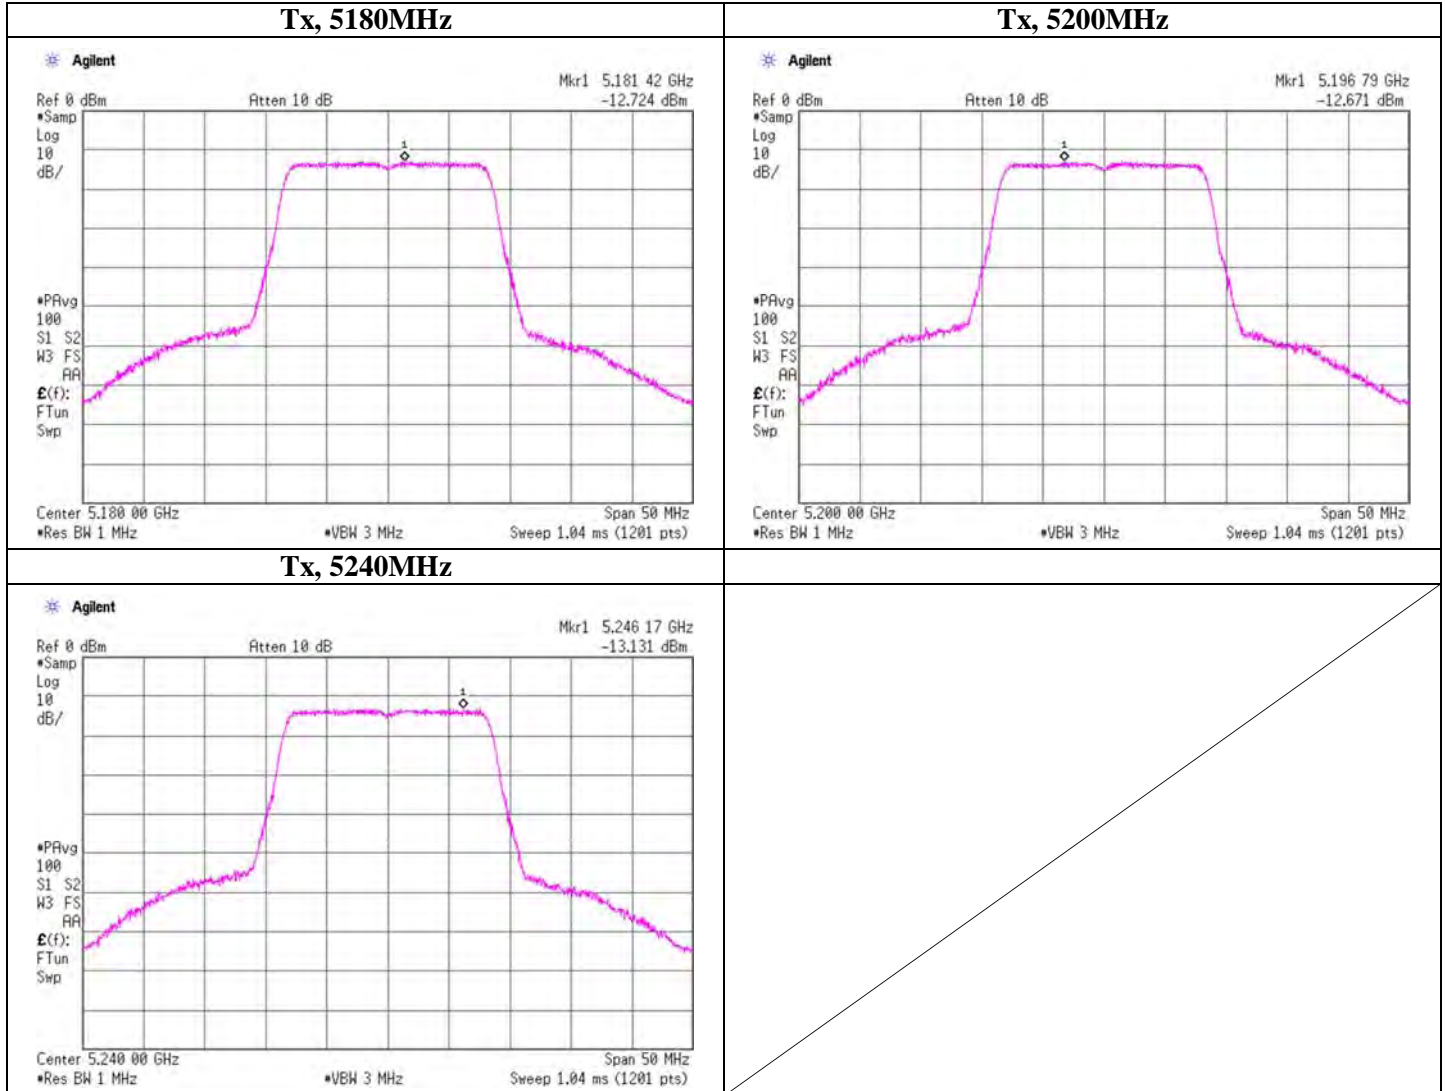 Tx, 5180MHz
Agilent
Mkr1 5.181 42 GHz
Ref 0 dBm Atten 10 dB -12.724 dBm
#Samp
Log
10
dB/
1
#PAvg
100
S1 S2
W3 FS
AA
£(f):
FTun
Swp
Center 5.180 00 GHz Span 50 MHz
#Res BW 1 MHz #VBW 3 MHz Sweep 1.04 ms (1201 pts)
Tx, 5200MHz
Agilent
Mkr1 5.196 79 GHz
Ref 0 dBm Atten 10 dB -12.671 dBm
#Samp
Log
10
dB/
1
#PAvg
100
S1 S2
W3 FS
AA
£(f):
FTun
Swp
Center 5.200 00 GHz Span 50 MHz
#Res BW 1 MHz #VBW 3 MHz Sweep 1.04 ms (1201 pts)
Tx, 5240MHz
Agilent
Mkr1 5.246 17 GHz
Ref 0 dBm Atten 10 dB -13.131 dBm
#Samp
Log
10
dB/
1
#PAvg
100
S1 S2
W3 FS
AA
£(f):
FTun
Swp
Center 5.240 00 GHz Span 50 MHz
#Res BW 1 MHz #VBW 3 MHz Sweep 1.04 ms (1201 pts)